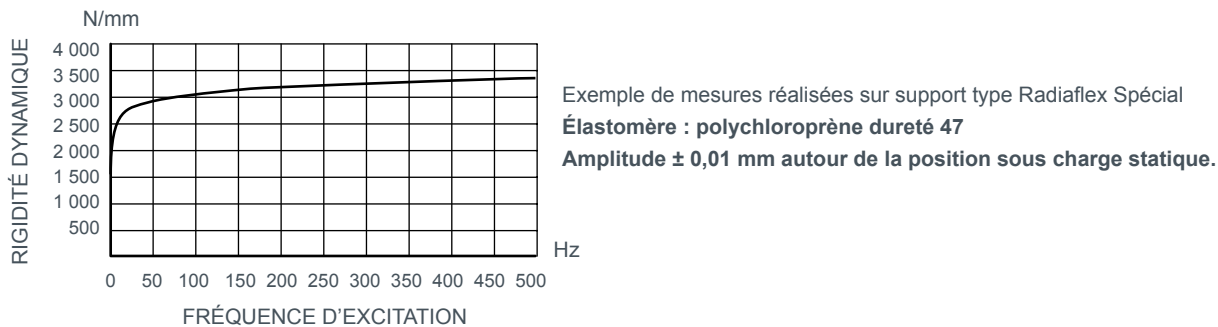 N/mm
RIGIDITÉ DYNAMIQUE
4 000
3 500
3 000
2 500
2 000
1 500
1 000
500
Hz
0 50 100 150 200 250 300 350 400 450 500
FRÉQUENCE D'EXCITATION
Exemple de mesures réalisées sur support type Radiaflex Spécial
Élastomère : polychloroprène dureté 47
Amplitude ± 0,01 mm autour de la position sous charge statique.